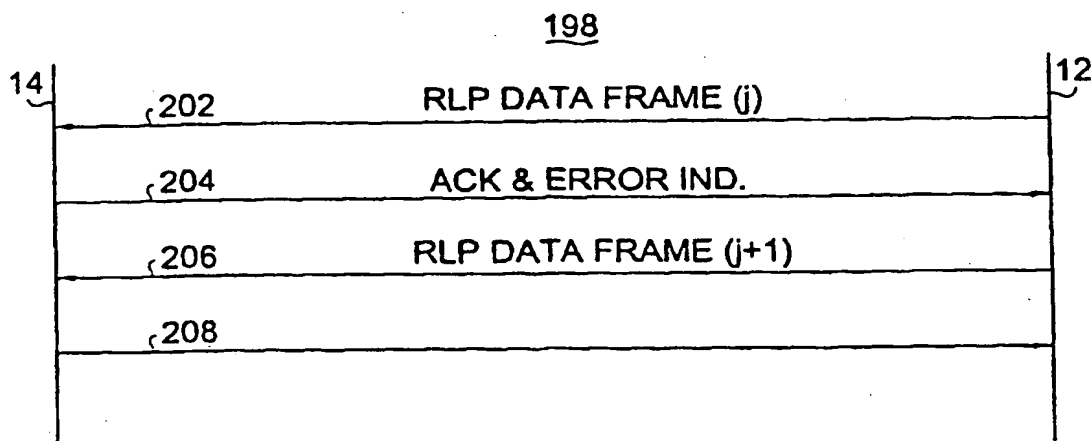 198
14 12
202 RLP DATA FRAME (j)
204 ACK & ERROR IND.
206 RLP DATA FRAME (j+1)
208